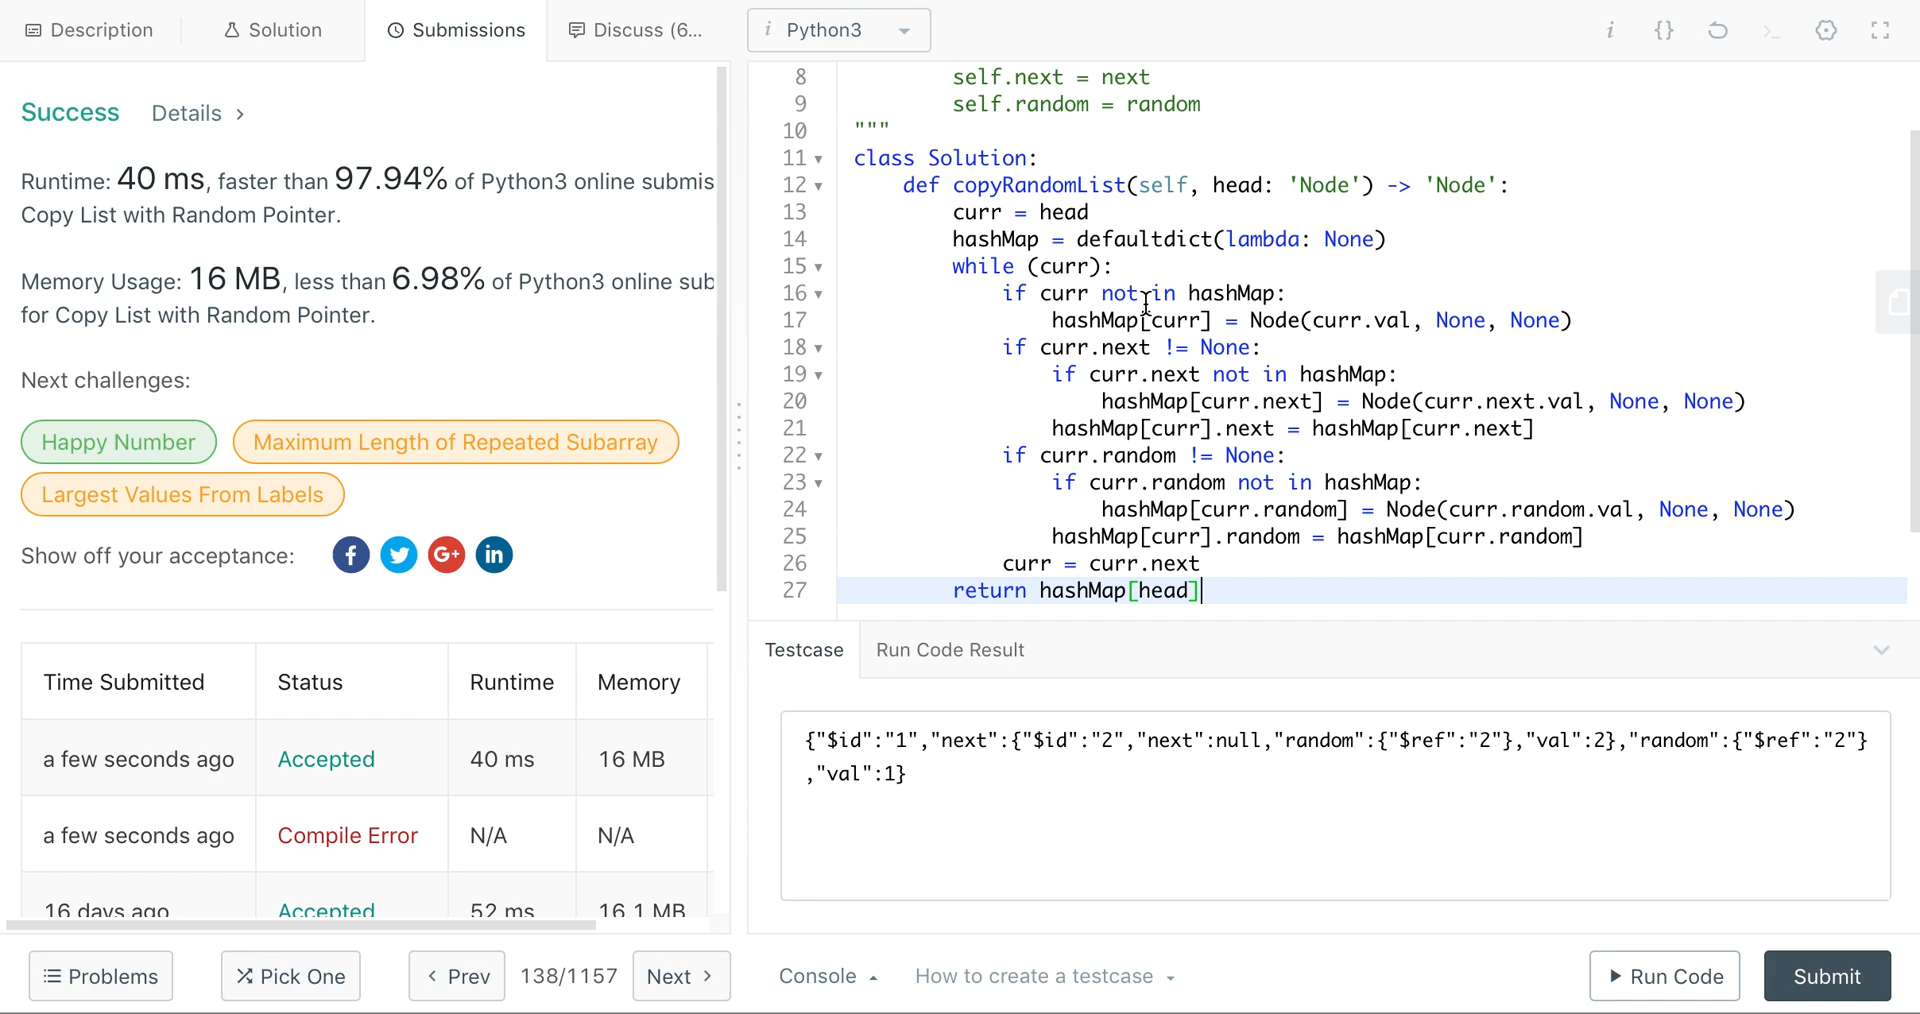 Description
Solution
Submissions
Discuss (6...
i Python3
i {} >_
Success Details >
Runtime: 40 ms, faster than 97.94% of Python3 online submis
Copy List with Random Pointer.
Memory Usage: 16 MB, less than 6.98% of Python3 online sub
for Copy List with Random Pointer.
Next challenges:
Happy Number
Maximum Length of Repeated Subarray
Largest Values From Labels
Show off your acceptance: f G+ in
Time Submitted Status Runtime Memory
a few seconds ago Accepted 40 ms 16 MB
a few seconds ago Compile Error N/A N/A
16 days ago Accepted 52 ms 16.1 MB
8 self.next = next
9 self.random = random
10 """
11 class Solution:
12 def copyRandomList(self, head: 'Node') -> 'Node':
13 curr = head
14 hashMap = defaultdict(lambda: None)
15 while (curr):
16 if curr not in hashMap:
17 hashMap[curr] = Node(curr.val, None, None)
18 if curr.next != None:
19 if curr.next not in hashMap:
20 hashMap[curr.next] = Node(curr.next.val, None, None)
21 hashMap[curr].next = hashMap[curr.next]
22 if curr.random != None:
23 if curr.random not in hashMap:
24 hashMap[curr.random] = Node(curr.random.val, None, None)
25 hashMap[curr].random = hashMap[curr.random]
26 curr = curr.next
27 return hashMap[head]
Testcase Run Code Result
{"$id":"1","next":{"$id":"2","next":null,"random":{"$ref":"2"},"val":2},"random":{"$ref":"2"}
,"val":1}
Problems
Pick One
< Prev
138/1157
Next >
Console
How to create a testcase
Run Code
Submit